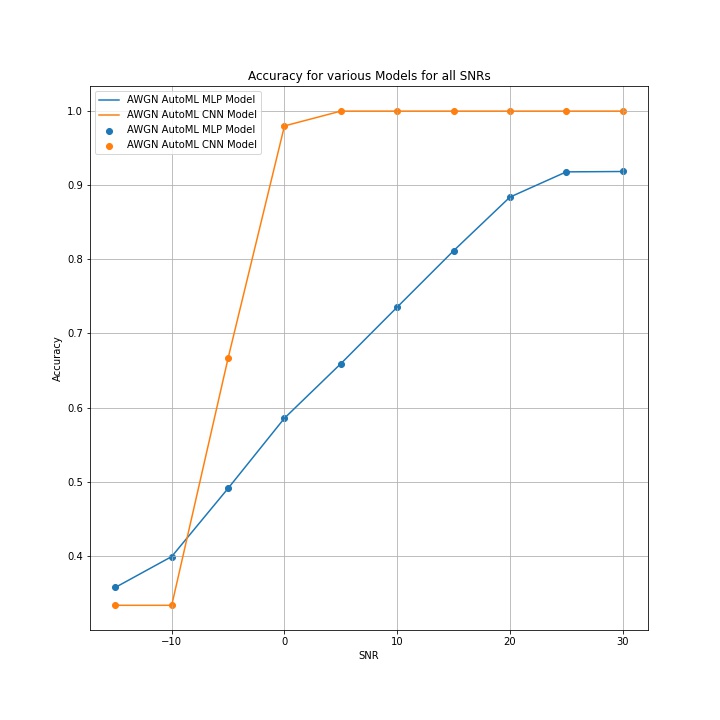 Accuracy for various Models for all SNRs
AWGN AutoML MLP Model
AWGN AutoML CNN Model
AWGN AutoML MLP Model
AWGN AutoML CNN Model
1.0
0.9
0.8
0.7
0.6
0.5
0.4
Accuracy
−10
0
10
20
30
SNR